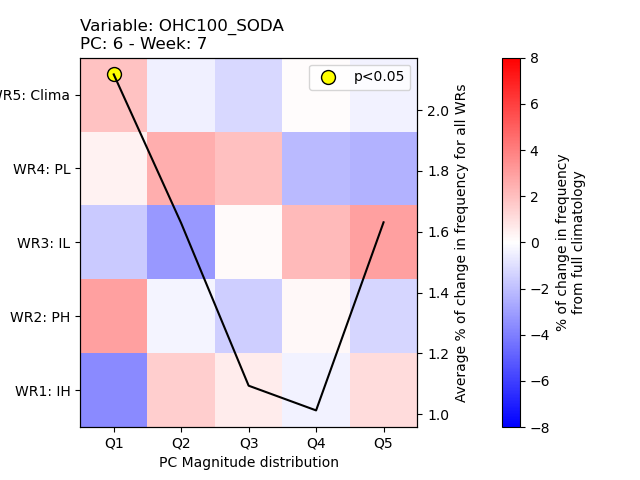 Variable: OHC100_SODA
PC: 6 - Week: 7
p<0.05
WR5: Clima
WR4: PL
WR3: IL
WR2: PH
WR1: IH
Q1 Q2 Q3 Q4 Q5
PC Magnitude distribution
2.0
1.8
1.6
1.4
1.2
1.0
Average % of change in frequency for all WRs
8
6
4
2
0
−2
−4
−6
−8
% of change in frequency
from full climatology